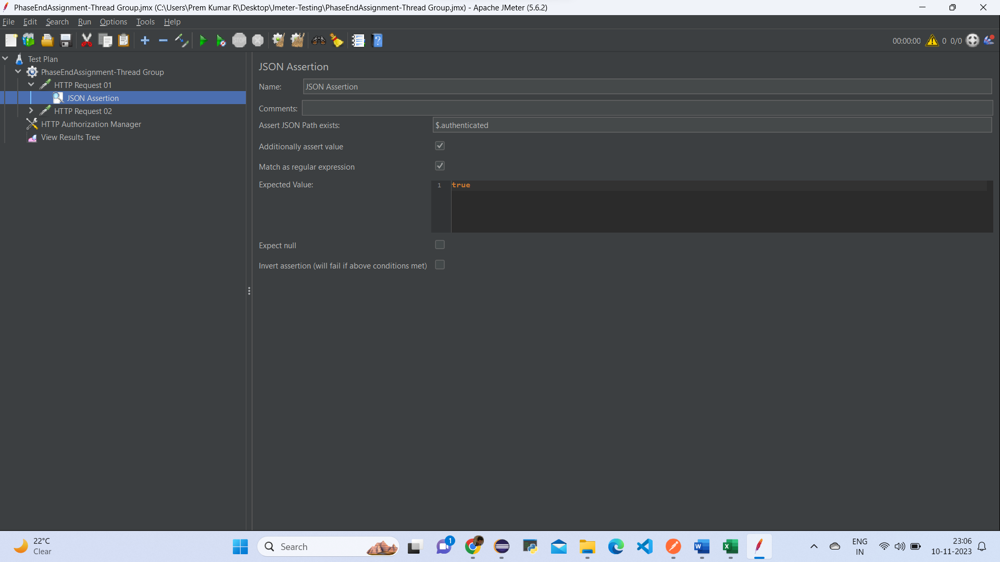 PhaseEndAssignment-Thread Group.jmx (C:\Users\Prem Kumar R\Desktop\Jmeter-Testing\PhaseEndAssignment-Thread Group.jmx) - Apache JMeter (5.6.2)
File Edit Search Run Options Tools Help
STOP
00:00:00 0 0/0
Test Plan
PhaseEndAssignment-Thread Group
HTTP Request 01
JSON Assertion
HTTP Request 02
HTTP Authorization Manager
View Results Tree
JSON Assertion
Name: JSON Assertion
Comments:
Assert JSON Path exists: $.authenticated
Additionally assert value
Match as regular expression
Expected Value: 1 true
Expect null
Invert assertion (will fail if above conditions met)
22°C
Clear
Search
1
ENG
IN
23:06
10-11-2023